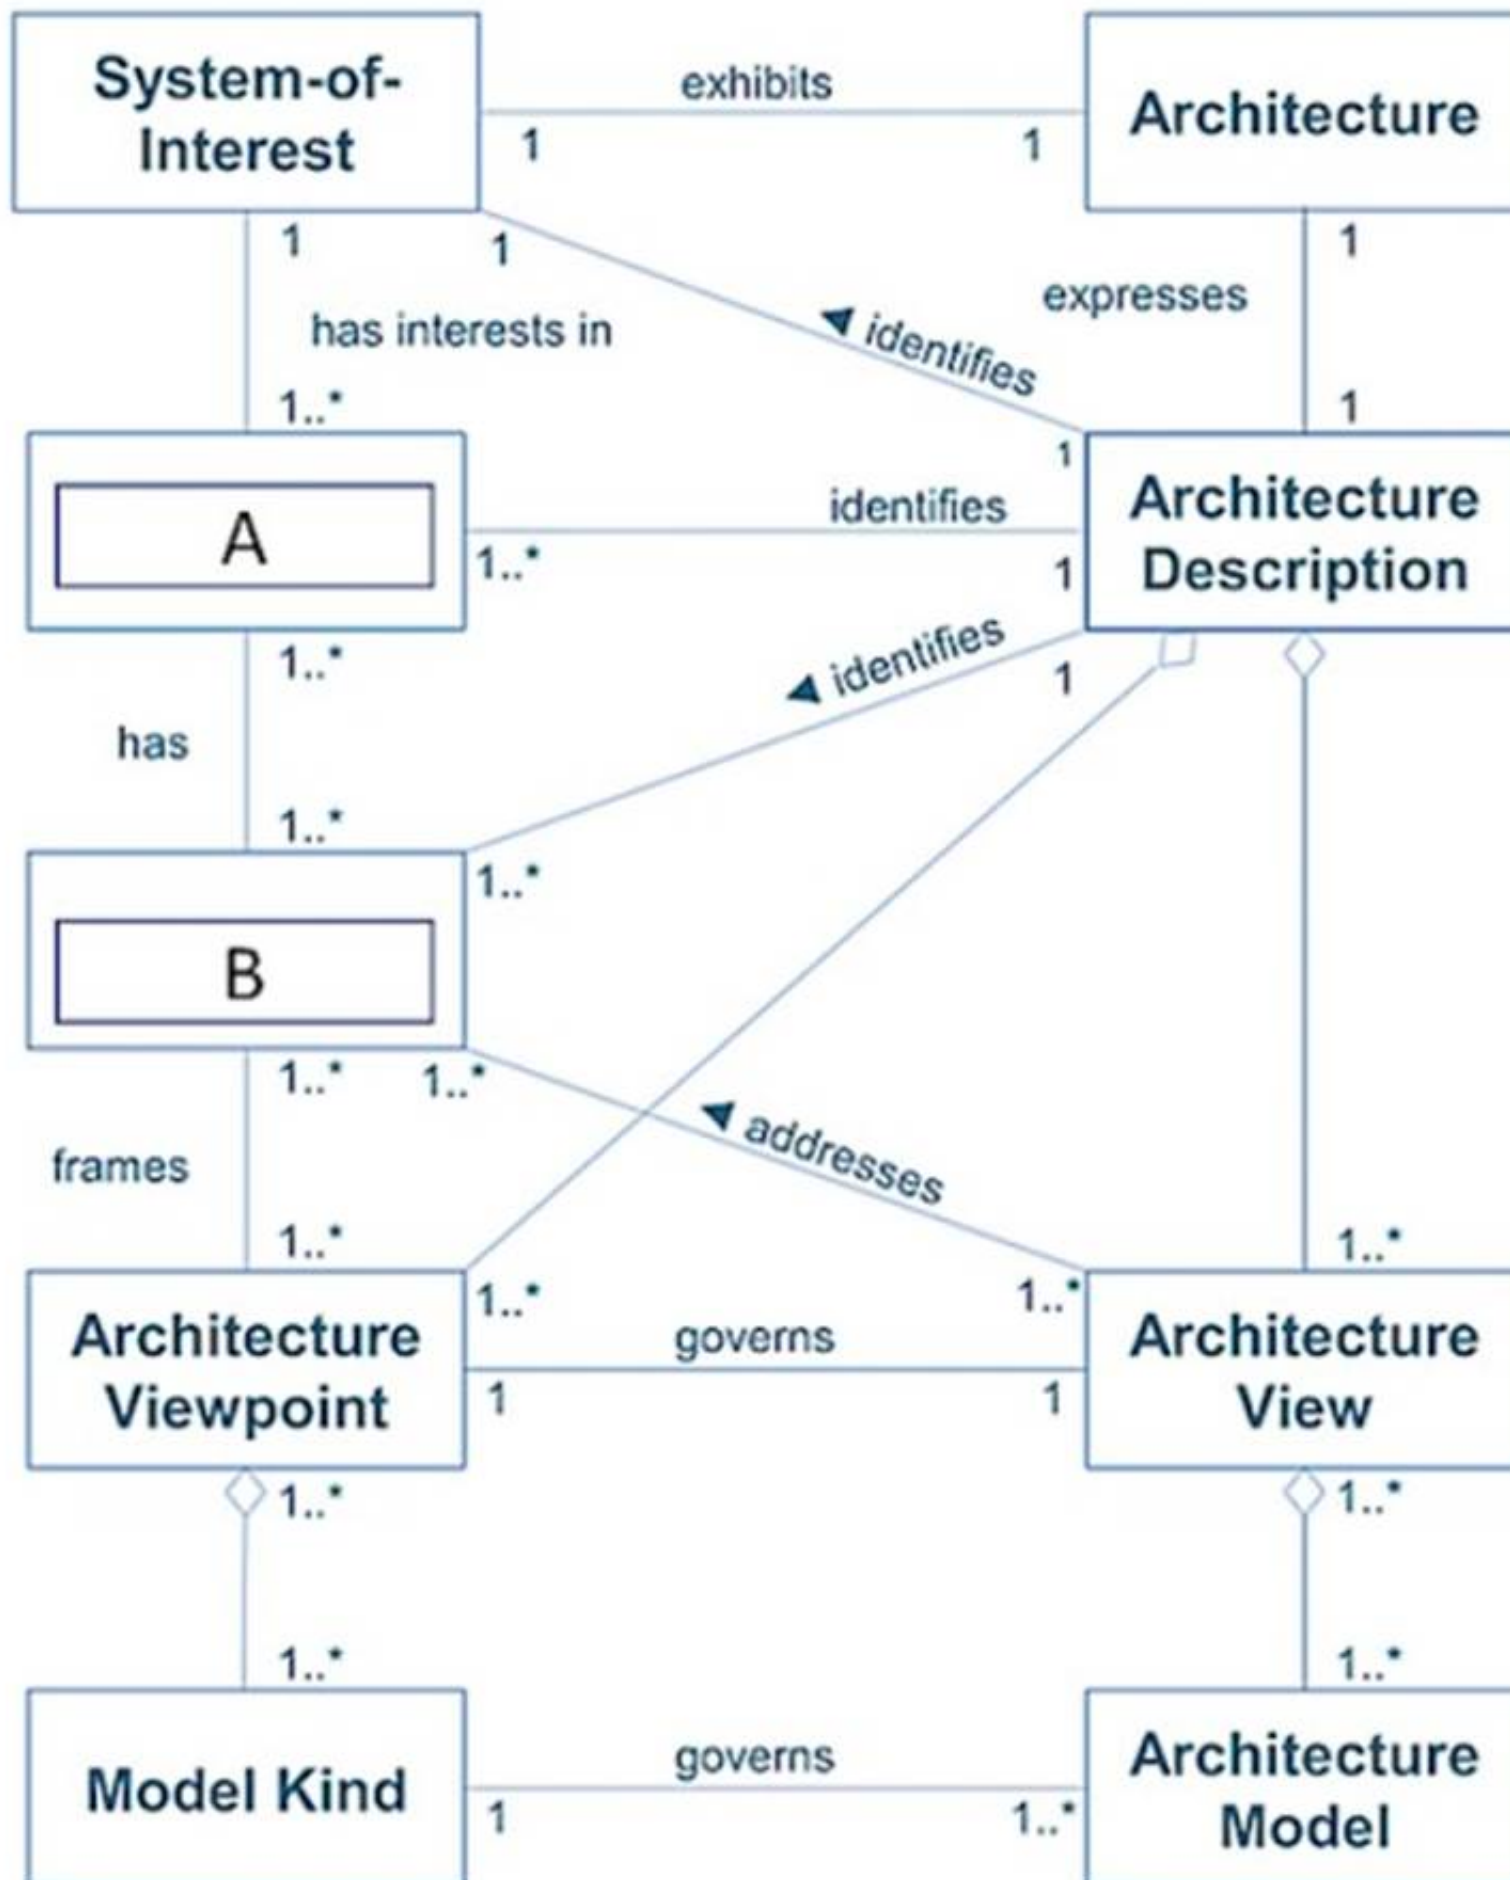 System-of-
Interest
exhibits
Architecture
1
1
1
1
1
has interests in
expresses
identifies
1..*
1
1
A
identifies
Architecture
Description
1..*
1
1..*
identifies
1
has
1..*
1..*
B
1..*
1..*
addresses
frames
1..*
1..*
1..*
1..*
Architecture
Viewpoint
governs
Architecture
View
1
1
1..*
1..*
1..*
1..*
Model Kind
governs
Architecture
Model
1
1..*